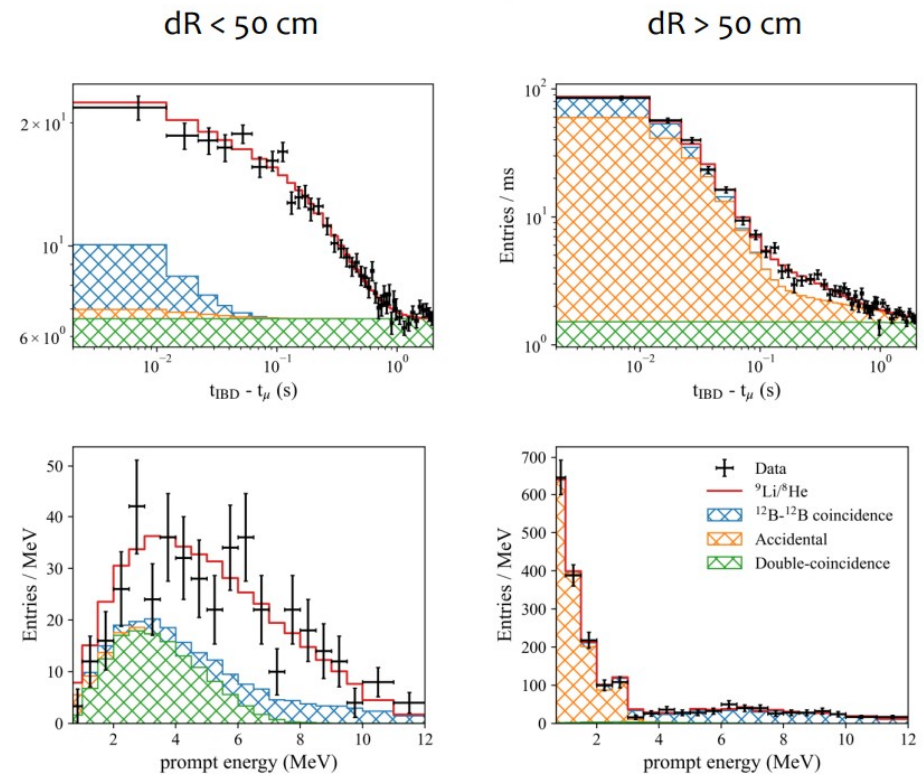 dR < 50 cm
dR > 50 cm
2 × 10¹
10¹
6 × 10⁰
10⁻²
10⁻¹
10⁰
t_IBD - t_μ (s)
Entries / ms
10²
10¹
10⁰
10⁻²
10⁻¹
10⁰
t_IBD - t_μ (s)
Entries / MeV
50
40
30
20
10
0
2 4 6 8 10 12
prompt energy (MeV)
Entries / MeV
700
600
500
400
300
200
100
0
2 4 6 8 10 12
prompt energy (MeV)
Data
⁹Li/⁸He
¹²B-¹²B coincidence
Accidental
Double-coincidence